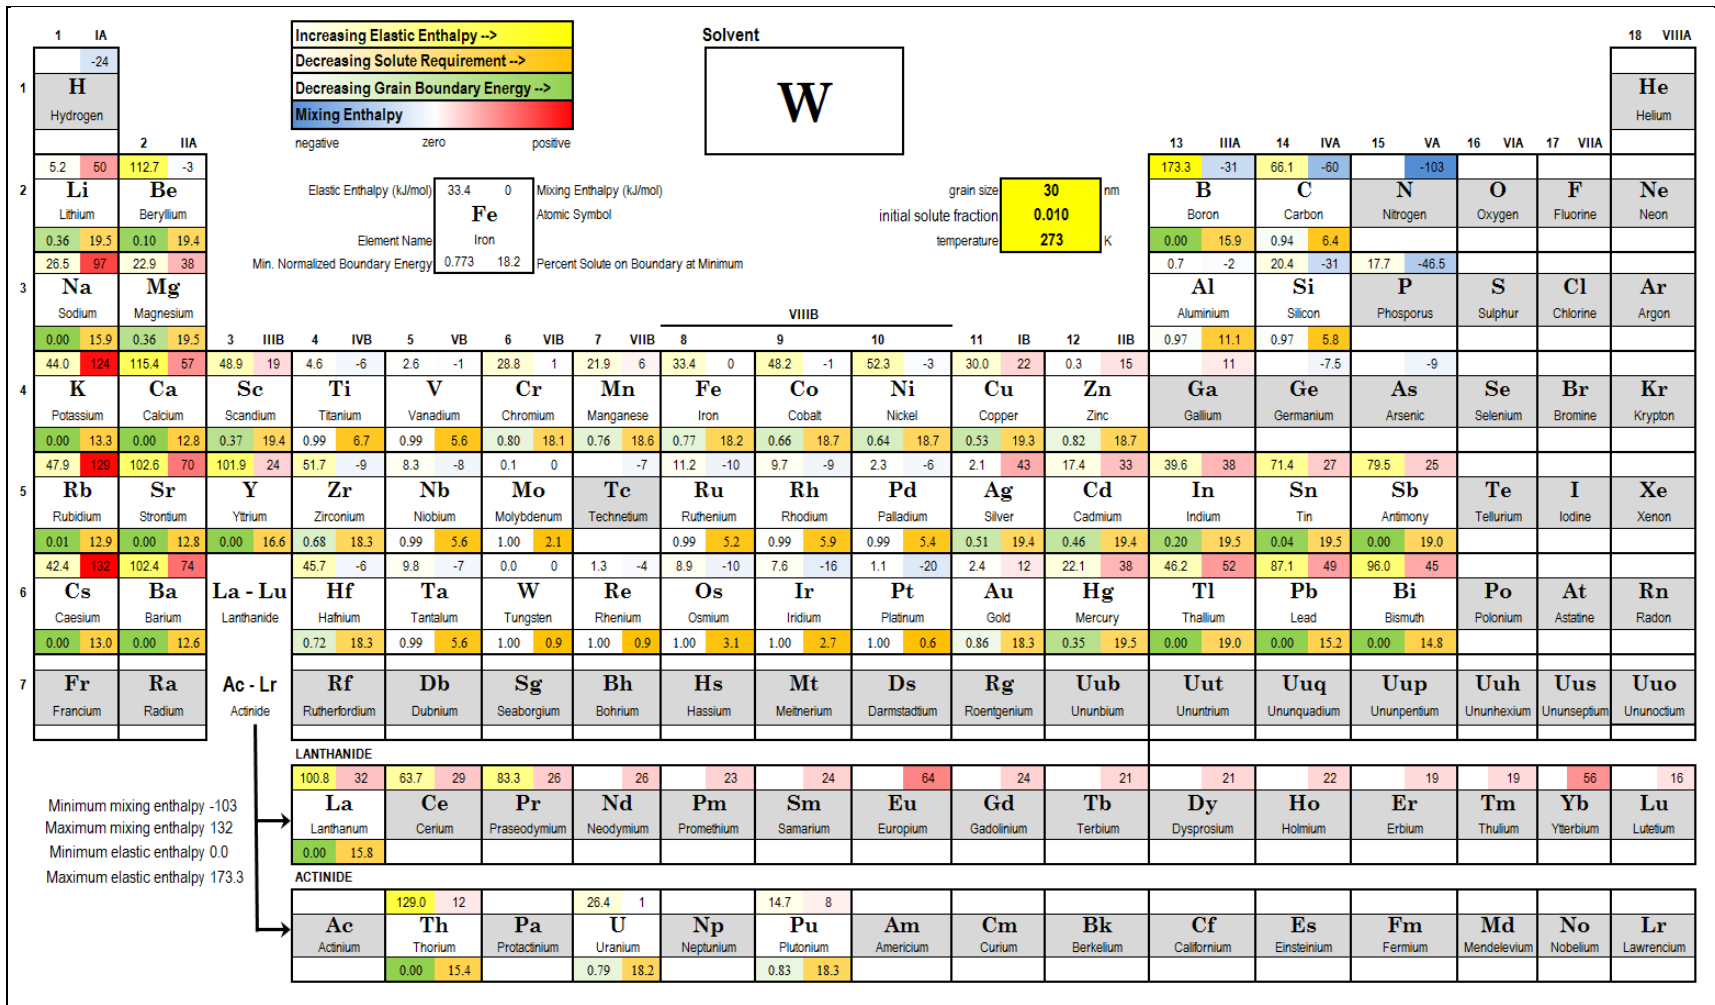 1 IA 18 VIIIA
Increasing Elastic Enthalpy --> Solvent
-24 Decreasing Solute Requirement -->
1 H Decreasing Grain Boundary Energy --> W He
Hydrogen Mixing Enthalpy Helium
2 IIA negative zero positive 13 IIIA 14 IVA 15 VA 16 VIA 17 VIIA
5.2 50 112.7 -3 173.3 -31 66.1 -60 -103
2 Li Be Elastic Enthalpy (kJ/mol) 33.4 0 Mixing Enthalpy (kJ/mol) grain size 30 nm B C N O F Ne
Lithium Beryllium Fe Atomic Symbol initial solute fraction 0.010 Boron Carbon Nitrogen Oxygen Fluorine Neon
0.36 19.5 0.10 19.4 Element Name Iron temperature 273 K 0.00 15.9 0.94 6.4
26.5 97 22.9 38 Min. Normalized Boundary Energy 0.773 18.2 Percent Solute on Boundary at Minimum 0.7 -2 20.4 -31 17.7 -46.5
3 Na Mg Al Si P S Cl Ar
Sodium Magnesium VIIIB Aluminium Silicon Phosporus Sulphur Chlorine Argon
0.00 15.9 0.36 19.5 3 IIIB 4 IVB 5 VB 6 VIB 7 VIIB 8 9 10 11 IB 12 IIB 0.97 11.1 0.97 5.8
44.0 124 115.4 57 48.9 19 4.6 -6 2.6 -1 28.8 1 21.9 6 33.4 0 48.2 -1 52.3 -3 30.0 22 0.3 15 11 -7.5 -9
4 K Ca Sc Ti V Cr Mn Fe Co Ni Cu Zn Ga Ge As Se Br Kr
Potassium Calcium Scandium Titanium Vanadium Chromium Manganese Iron Cobalt Nickel Copper Zinc Gallium Germanium Arsenic Selenium Bromine Krypton
0.00 13.3 0.00 12.8 0.37 19.4 0.99 6.7 0.99 5.6 0.80 18.1 0.76 18.6 0.77 18.2 0.66 18.7 0.64 18.7 0.53 19.3 0.82 18.7
47.9 129 102.6 70 101.9 24 51.7 -9 8.3 -8 0.1 0 -7 11.2 -10 9.7 -9 2.3 -6 2.1 43 17.4 33 39.6 38 71.4 27 79.5 25
5 Rb Sr Y Zr Nb Mo Tc Ru Rh Pd Ag Cd In Sn Sb Te I Xe
Rubidium Strontium Yttrium Zirconium Niobium Molybdenum Technetium Ruthenium Rhodium Palladium Silver Cadmium Indium Tin Antimony Tellurium Iodine Xenon
0.01 12.9 0.00 12.8 0.00 16.6 0.68 18.3 0.99 5.6 1.00 2.1 0.99 5.2 0.99 5.9 0.99 5.4 0.51 19.4 0.46 19.4 0.20 19.5 0.04 19.5 0.00 19.0
42.4 132 102.4 74 45.7 -6 9.8 -7 0.0 0 1.3 -4 8.9 -10 7.6 -16 1.1 -20 2.4 12 22.1 38 46.2 52 87.1 49 96.0 45
6 Cs Ba La - Lu Hf Ta W Re Os Ir Pt Au Hg Tl Pb Bi Po At Rn
Caesium Barium Lanthanide Hafnium Tantalum Tungsten Rhenium Osmium Iridium Platinum Gold Mercury Thallium Lead Bismuth Polonium Astatine Radon
0.00 13.0 0.00 12.6 0.72 18.3 0.99 5.6 1.00 0.9 1.00 0.9 1.00 3.1 1.00 2.7 1.00 0.6 0.86 18.3 0.35 19.5 0.00 19.0 0.00 15.2 0.00 14.8
7 Fr Ra Ac - Lr Rf Db Sg Bh Hs Mt Ds Rg Uub Uut Uuq Uup Uuh Uus Uuo
Francium Radium Actinide Rutherfordium Dubnium Seaborgium Bohrium Hassium Meitnerium Darmstadtium Roentgenium Ununbium Ununtrium Ununquadium Ununpentium Ununhexium Ununseptium Ununoctium
LANTHANIDE
100.8 32 63.7 29 83.3 26 26 23 24 64 24 21 21 22 19 19 56 16
Minimum mixing enthalpy -103 La Ce Pr Nd Pm Sm Eu Gd Tb Dy Ho Er Tm Yb Lu
Maximum mixing enthalpy 132 Lanthanum Cerium Praseodymium Neodymium Promethium Samarium Europium Gadolinium Terbium Dysprosium Holmium Erbium Thulium Ytterbium Lutetium
Minimum elastic enthalpy 0.0 0.00 15.8
Maximum elastic enthalpy 173.3 ACTINIDE
129.0 12 26.4 1 14.7 8
Ac Th Pa U Np Pu Am Cm Bk Cf Es Fm Md No Lr
Actinium Thorium Protactinium Uranium Neptunium Plutonium Americium Curium Berkelium Californium Einsteinium Fermium Mendelevium Nobelium Lawrencium
0.00 15.4 0.79 18.2 0.83 18.3